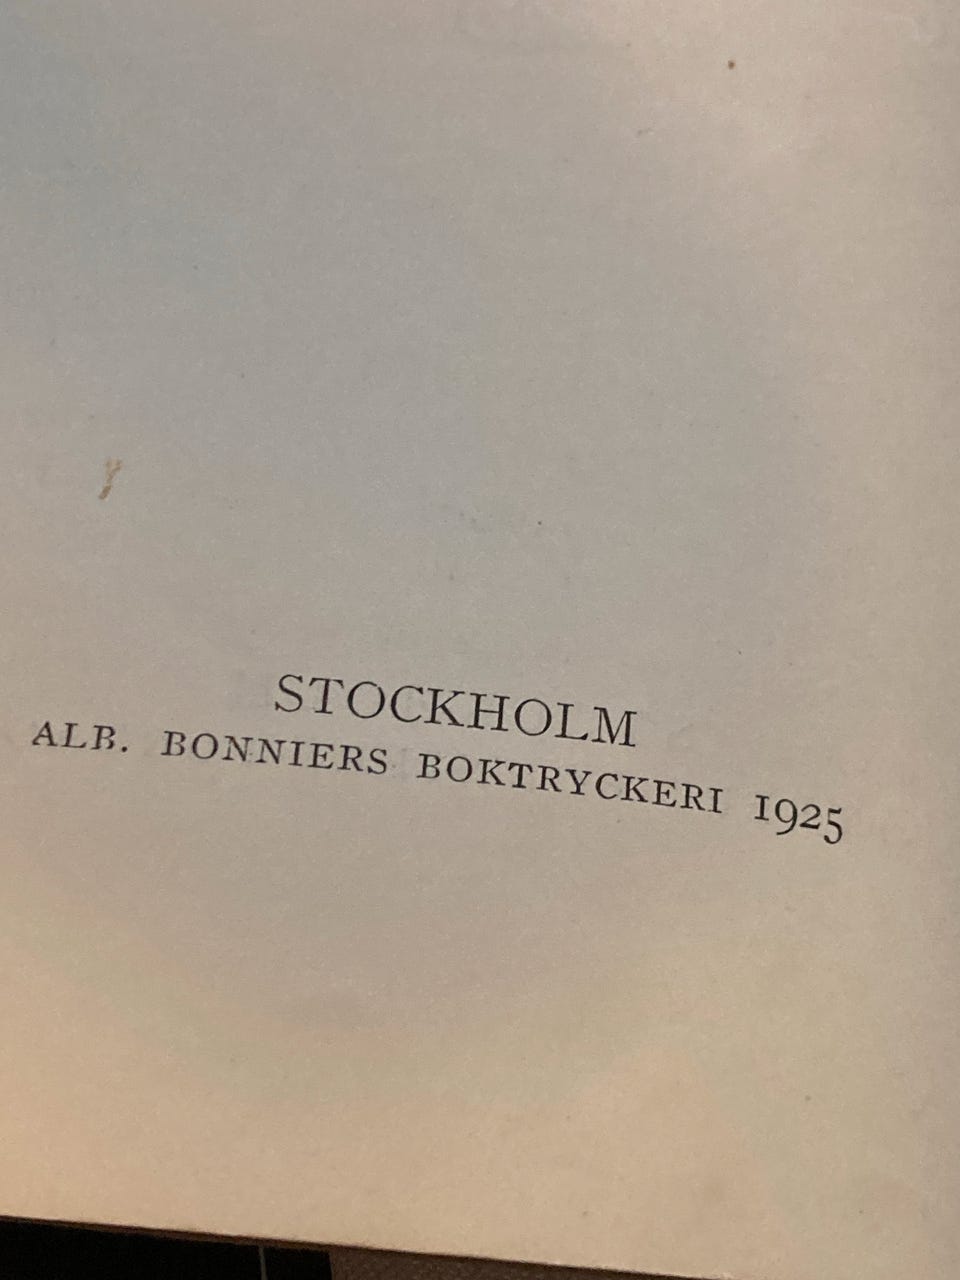 STOCKHOLM
ALB. BONNIERS BOKTRYCKERI 1925